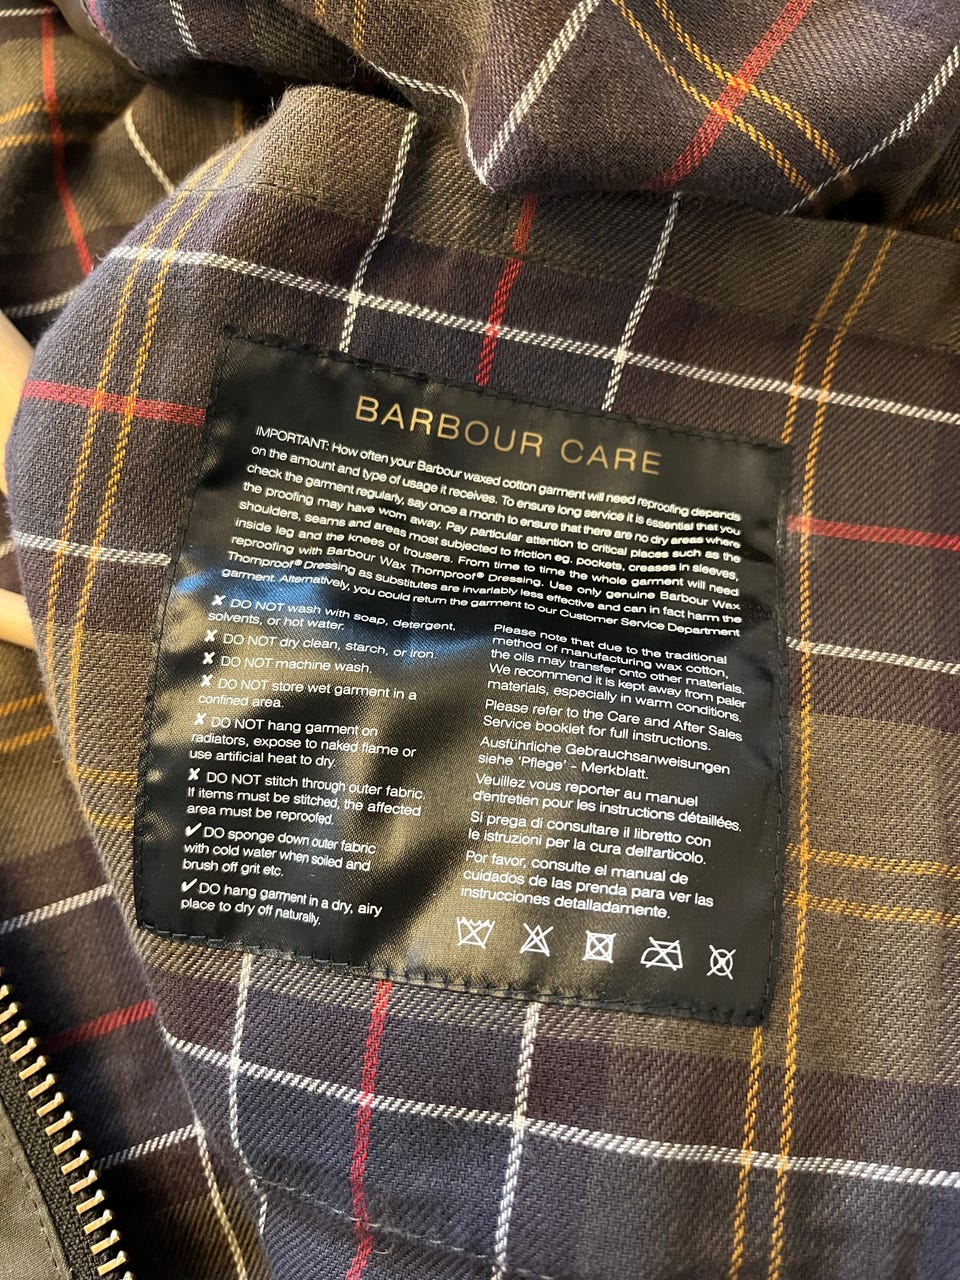 BARBOUR CARE
IMPORTANT: How often your Barbour waxed cotton garment will need reproofing depends
on the amount and type of usage it receives. To ensure long service it is essential that you
check the garment regularly, say once a month to ensure that there are no dry areas where
the proofing may have worn away. Pay particular attention to critical places such as the
shoulders, seams and areas most subjected to friction eg. pockets, creases in sleeves,
inside leg and the knees of trousers. From time to time the whole garment will need
reproofing with Barbour Wax Thornproof® Dressing. Use only genuine Barbour Wax
Thornproof® Dressing as substitutes are invariably less effective and can in fact harm the
garment. Alternatively, you could return the garment to our Customer Service Department
✘ DO NOT wash with soap, detergent,
solvents, or hot water.
✘ DO NOT dry clean, starch, or iron
✘ DO NOT machine wash.
✘ DO NOT store wet garment in a
confined area.
✘ DO NOT hang garment on
radiators, expose to naked flame or
use artificial heat to dry.
✘ DO NOT stitch through outer fabric.
If items must be stitched, the affected
area must be reproofed.
✔ DO sponge down outer fabric
with cold water when soiled and
brush off grit etc.
✔ DO hang garment in a dry, airy
place to dry off naturally.
Please note that due to the traditional
method of manufacturing wax cotton,
the oils may transfer onto other materials.
We recommend it is kept away from paler
materials, especially in warm conditions.
Please refer to the Care and After Sales
Service booklet for full instructions.
Ausführliche Gebrauchsanweisungen
siehe 'Pflege' - Merkblatt.
Veuillez vous reporter au manuel
d'entretien pour les instructions détaillées.
Si prega di consultare il libretto con
le istruzioni per la cura dell'articolo.
Por favor, consulte el manual de
cuidados de las prenda para ver las
instrucciones detalladamente.